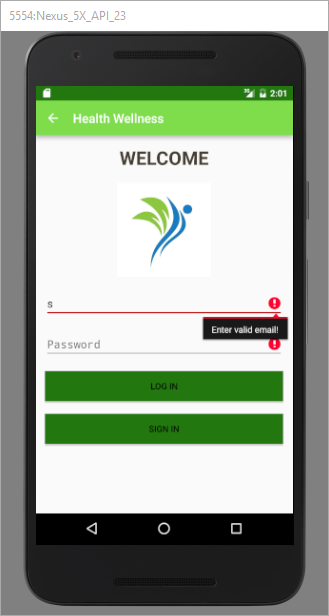 5554:Nexus_5X_API_23
2:01
Health Wellness
WELCOME
s
Enter valid email!
Password
LOG IN
SIGN IN